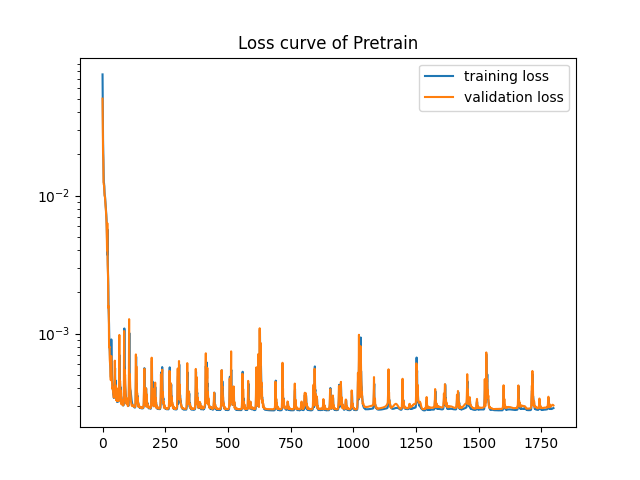 Loss curve of Pretrain
training loss
validation loss
10⁻²
10⁻³
0 250 500 750 1000 1250 1500 1750